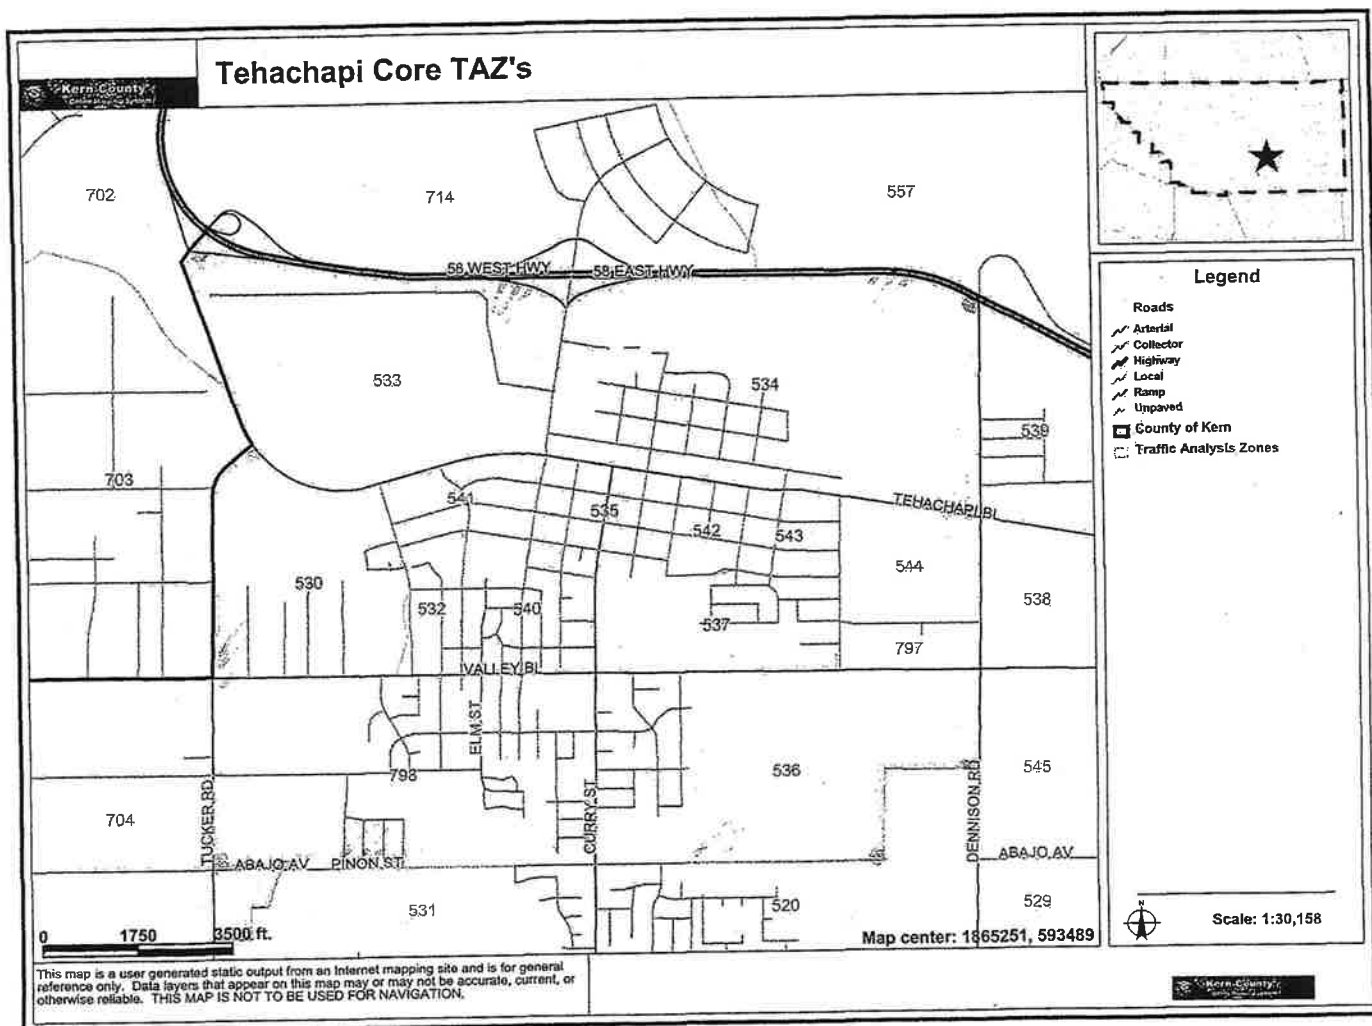 Tehachapi Core TAZ's
Kern County
Online Mapping System
702
714
557
58 WEST HWY
58 EAST HWY
533
534
539
703
541
535
542
543
TEHACHAPI BL
544
530
532
540
537
538
797
VALLEY BL
ELM ST
798
536
545
704
TUCKER RD
CURRY ST
DENNISON RD
ABAJO AV
PINON ST
ABAJO AV
531
520
529
0 1750 3500 ft.
Map center: 1865251, 593489
Legend
Roads
Arterial
Collector
Highway
Local
Ramp
Unpaved
County of Kern
Traffic Analysis Zones
N
Scale: 1:30,158
This map is a user generated static output from an Internet mapping site and is for general
reference only. Data layers that appear on this map may or may not be accurate, current, or
otherwise reliable. THIS MAP IS NOT TO BE USED FOR NAVIGATION.
Kern County